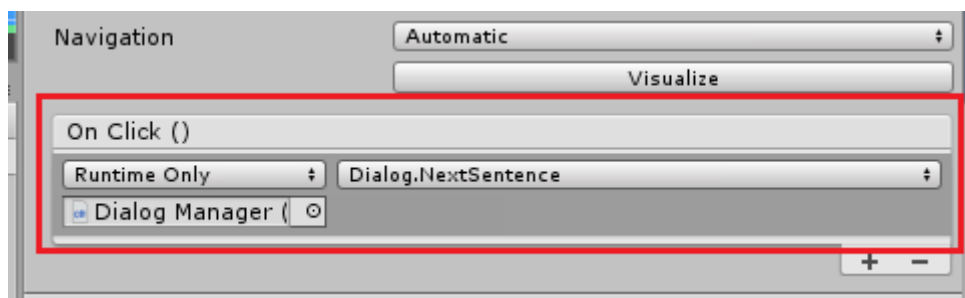 Navigation
Automatic
Visualize
On Click ()
Runtime Only
Dialog.NextSentence
Dialog Manager (
+ −